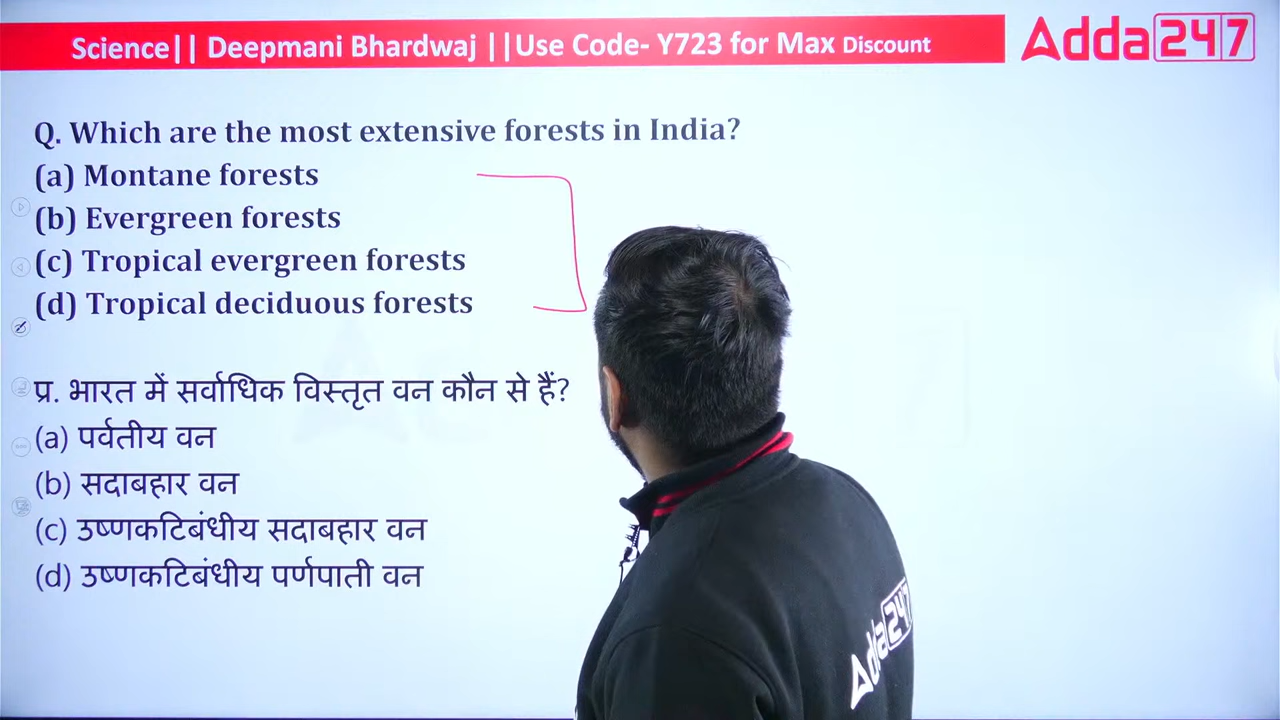 Science|| Deepmani Bhardwaj ||Use Code- Y723 for Max Discount
Adda247
Q. Which are the most extensive forests in India?
(a) Montane forests
(b) Evergreen forests
(c) Tropical evergreen forests
(d) Tropical deciduous forests
प्र. भारत में सर्वाधिक विस्तृत वन कौन से हैं?
(a) पर्वतीय वन
(b) सदाबहार वन
(c) उष्णकटिबंधीय सदाबहार वन
(d) उष्णकटिबंधीय पर्णपाती वन
Adda247